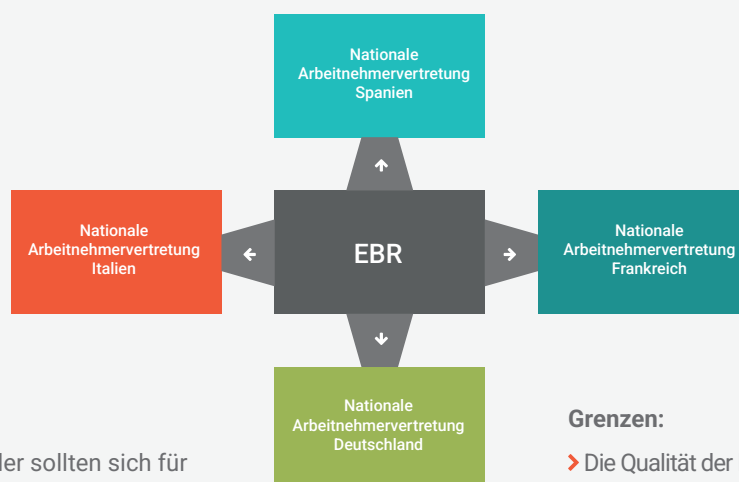 Nationale
Arbeitnehmervertretung
Spanien
Nationale
Arbeitnehmervertretung
Italien
EBR
Nationale
Arbeitnehmervertretung
Frankreich
Nationale
Arbeitnehmervertretung
Deutschland
Grenzen:
sollten sich für
Die Qualität der